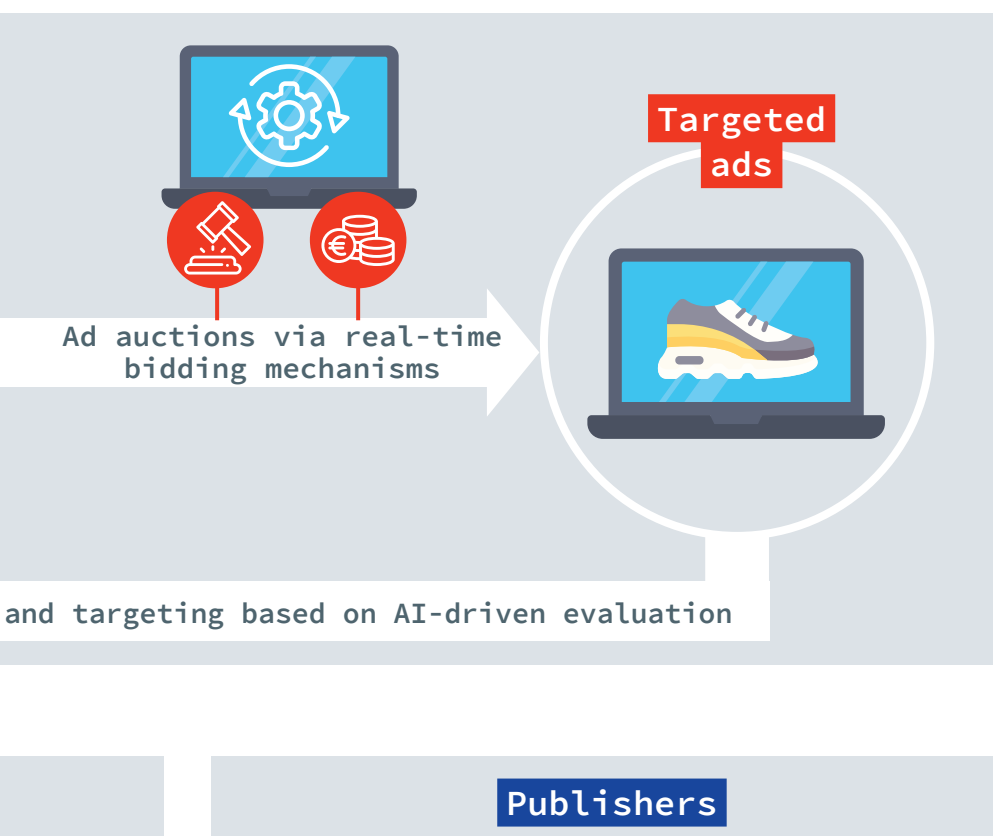 Targeted
ads
Ad auctions via real-time
bidding mechanisms
and targeting based on AI-driven evaluation
Publishers